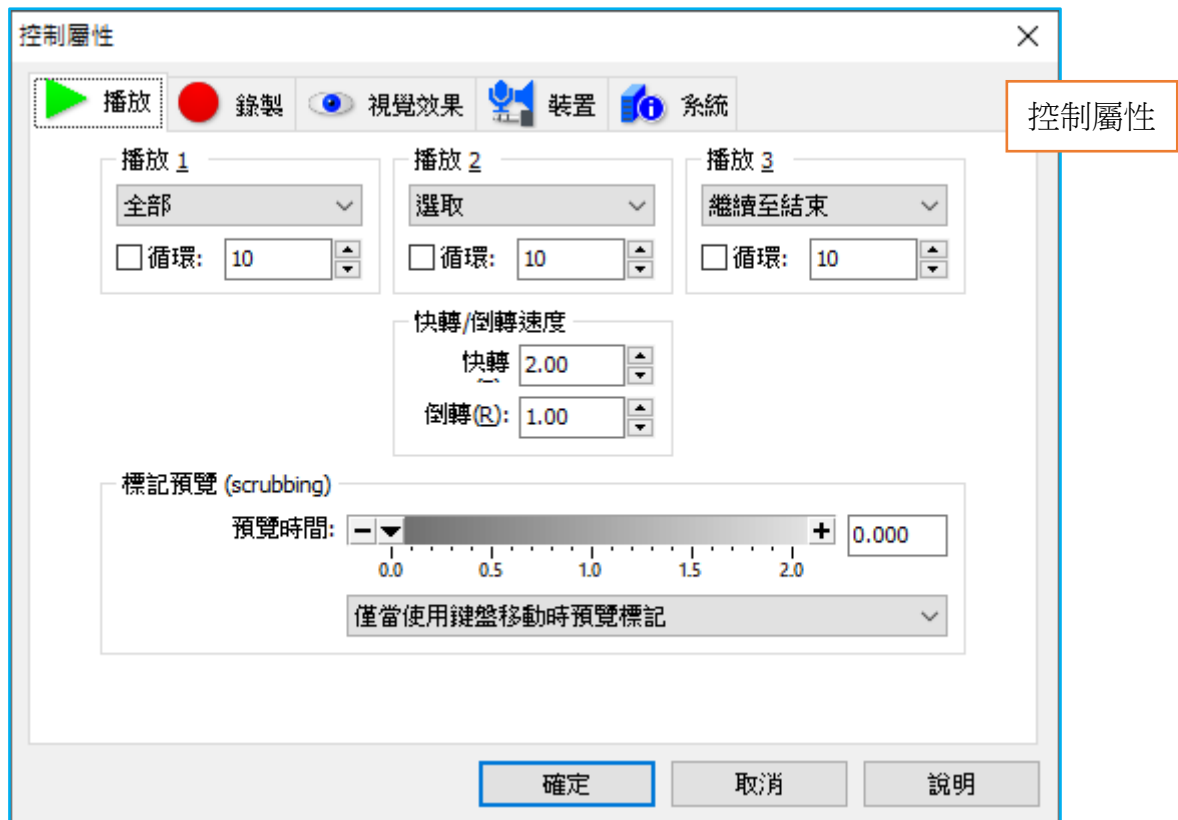 控制屬性
控制屬性
播放 錄製 視覺效果 裝置 系統
播放 1 播放 2 播放 3
全部 選取 繼續至結束
循環: 10 循環: 10 循環: 10
快轉/倒轉速度
快轉 2.00
倒轉(R): 1.00
標記預覽 (scrubbing)
預覽時間: 0.000
0.0 0.5 1.0 1.5 2.0
僅當使用鍵盤移動時預覽標記
確定 取消 說明